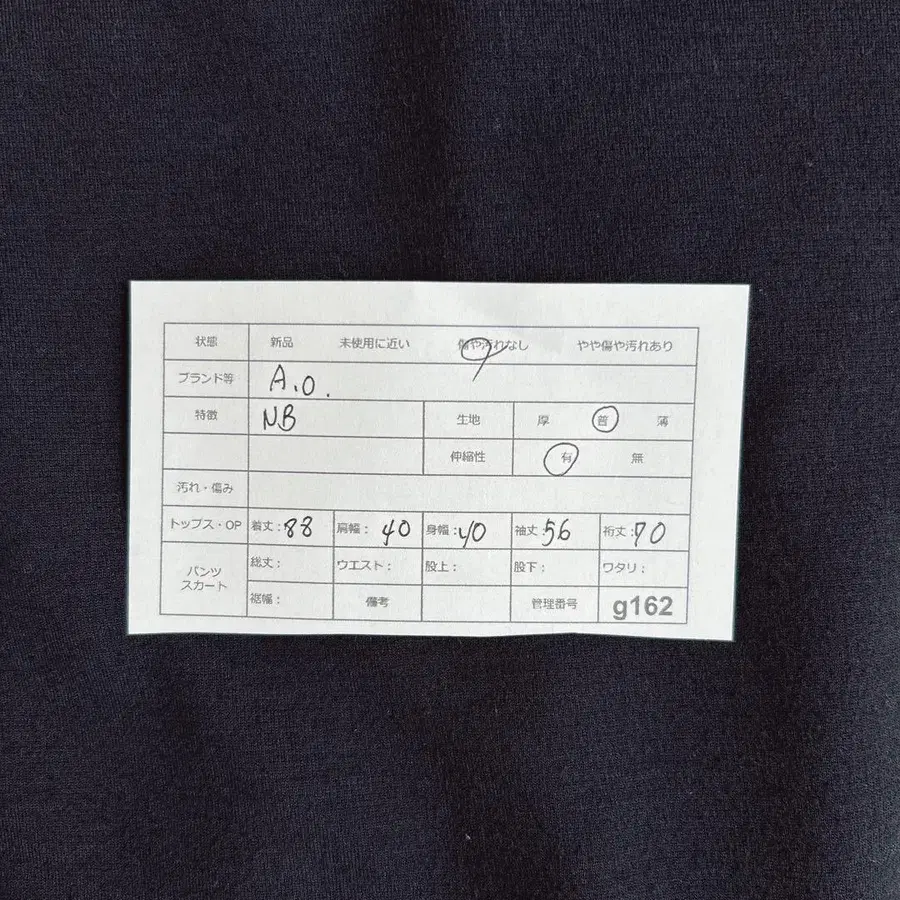 状態 新品 未使用に近い 傷や汚れなし やや傷や汚れあり
ブランド等 A.O.
特徴 NB 生地 厚 普 薄
伸縮性 有 無
汚れ・傷み
トップス・OP 着丈:88 肩幅: 40 身幅:40 袖丈:56 裄丈:70
パンツ スカート 総丈: ウエスト: 股上: 股下: ワタリ:
裾幅: 備考 管理番号 g162